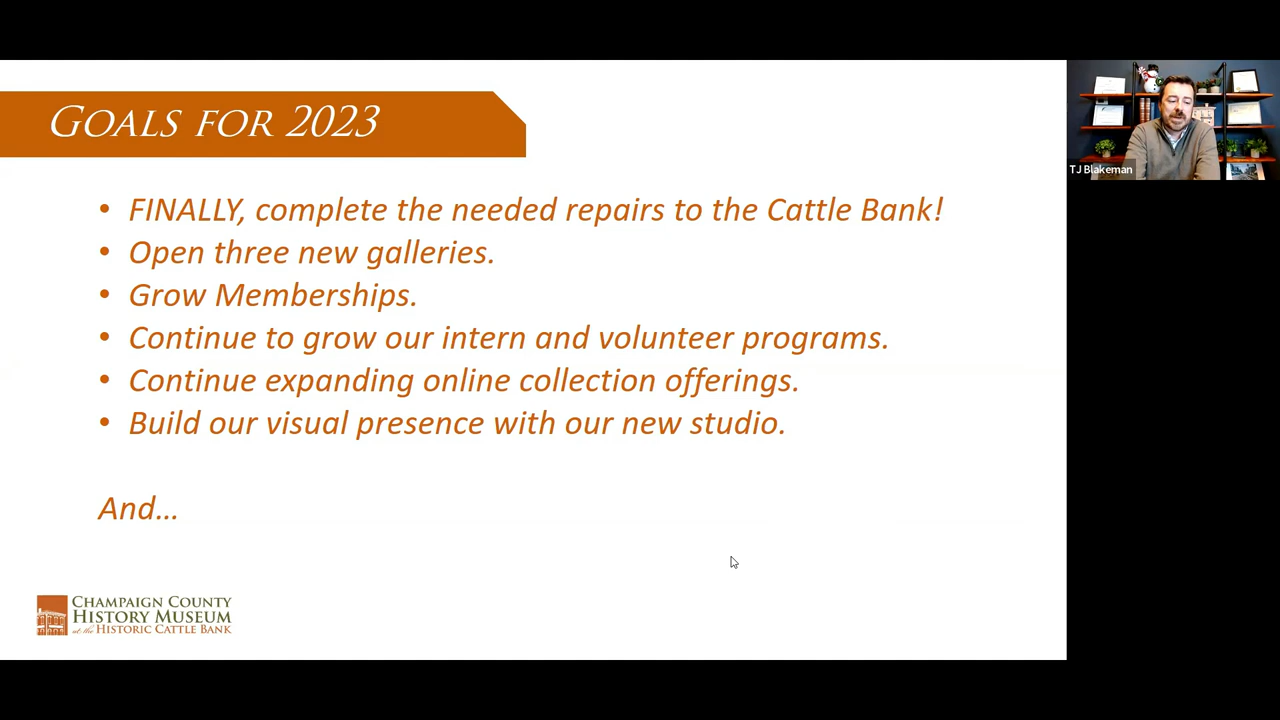 GOALS FOR 2023
• FINALLY, complete the needed repairs to the Cattle Bank!
• Open three new galleries.
• Grow Memberships.
• Continue to grow our intern and volunteer programs.
• Continue expanding online collection offerings.
• Build our visual presence with our new studio.
And…
CHAMPAIGN COUNTY
HISTORY MUSEUM
at the HISTORIC CATTLE BANK
TJ Blakeman